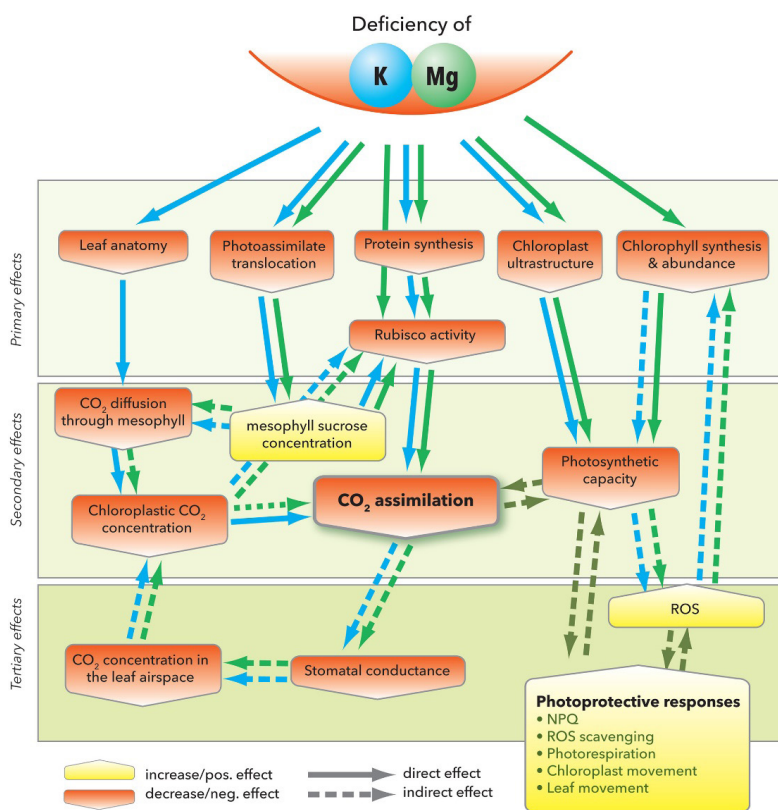 Deficiency of
K Mg
Primary effects
Leaf anatomy
Photoassimilate
translocation
Protein synthesis
Chloroplast
ultrastructure
Chlorophyll synthesis
& abundance
Rubisco activity
Secondary effects
CO₂ diffusion
through mesophyll
mesophyll sucrose
concentration
Photosynthetic
capacity
Chloroplastic CO₂
concentration
CO₂ assimilation
Tertiary effects
ROS
CO₂ concentration in
the leaf airspace
Stomatal conductance
Photoprotective responses
• NPQ
• ROS scavenging
• Photorespiration
• Chloroplast movement
• Leaf movement
increase/pos. effect
decrease/neg. effect
direct effect
indirect effect